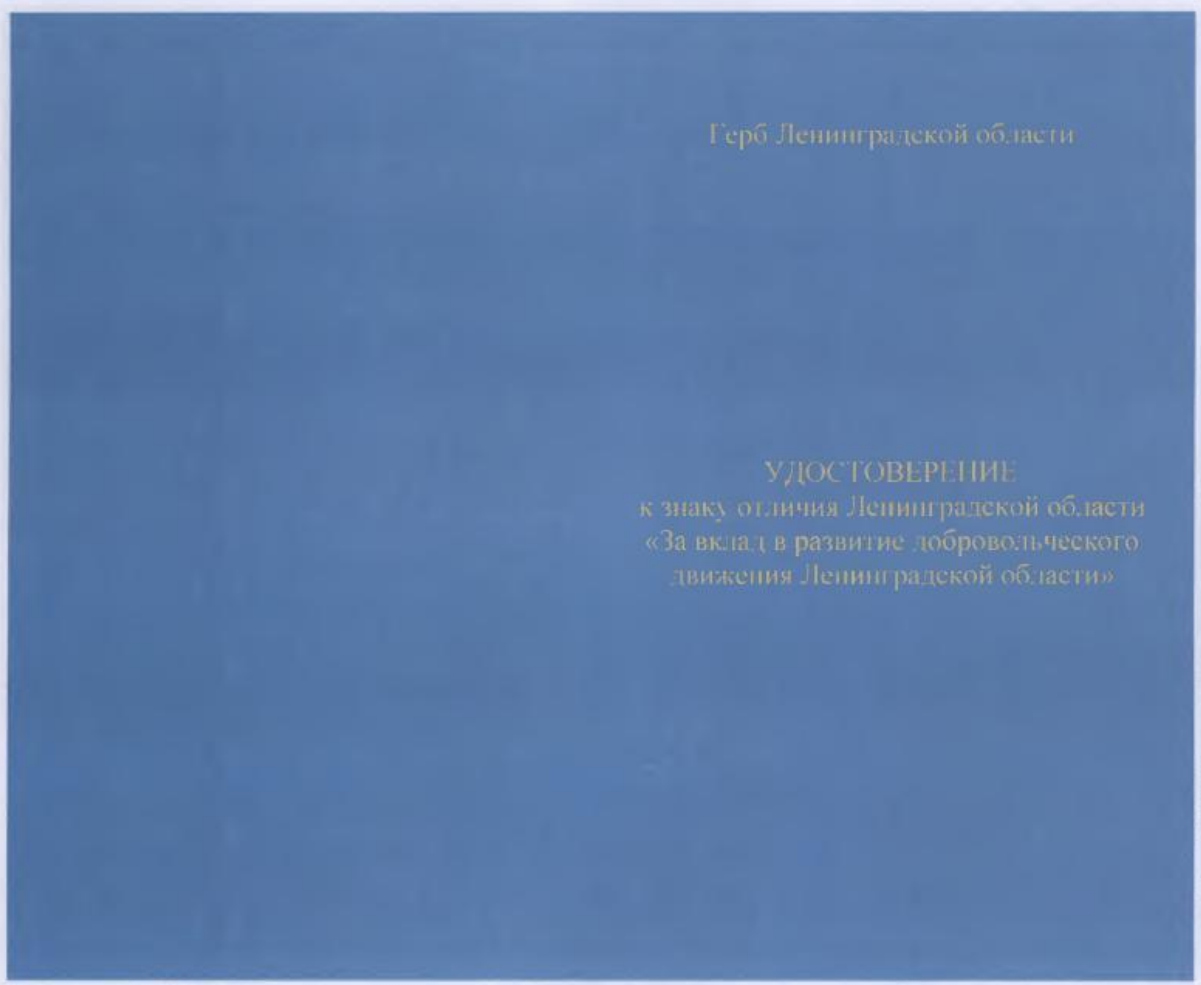 Герб Ленинградской области
УДОСТОВЕРЕНИЕ
к знаку отличия Ленинградской области
«За вклад в развитие добровольческого
движения Ленинградской области»